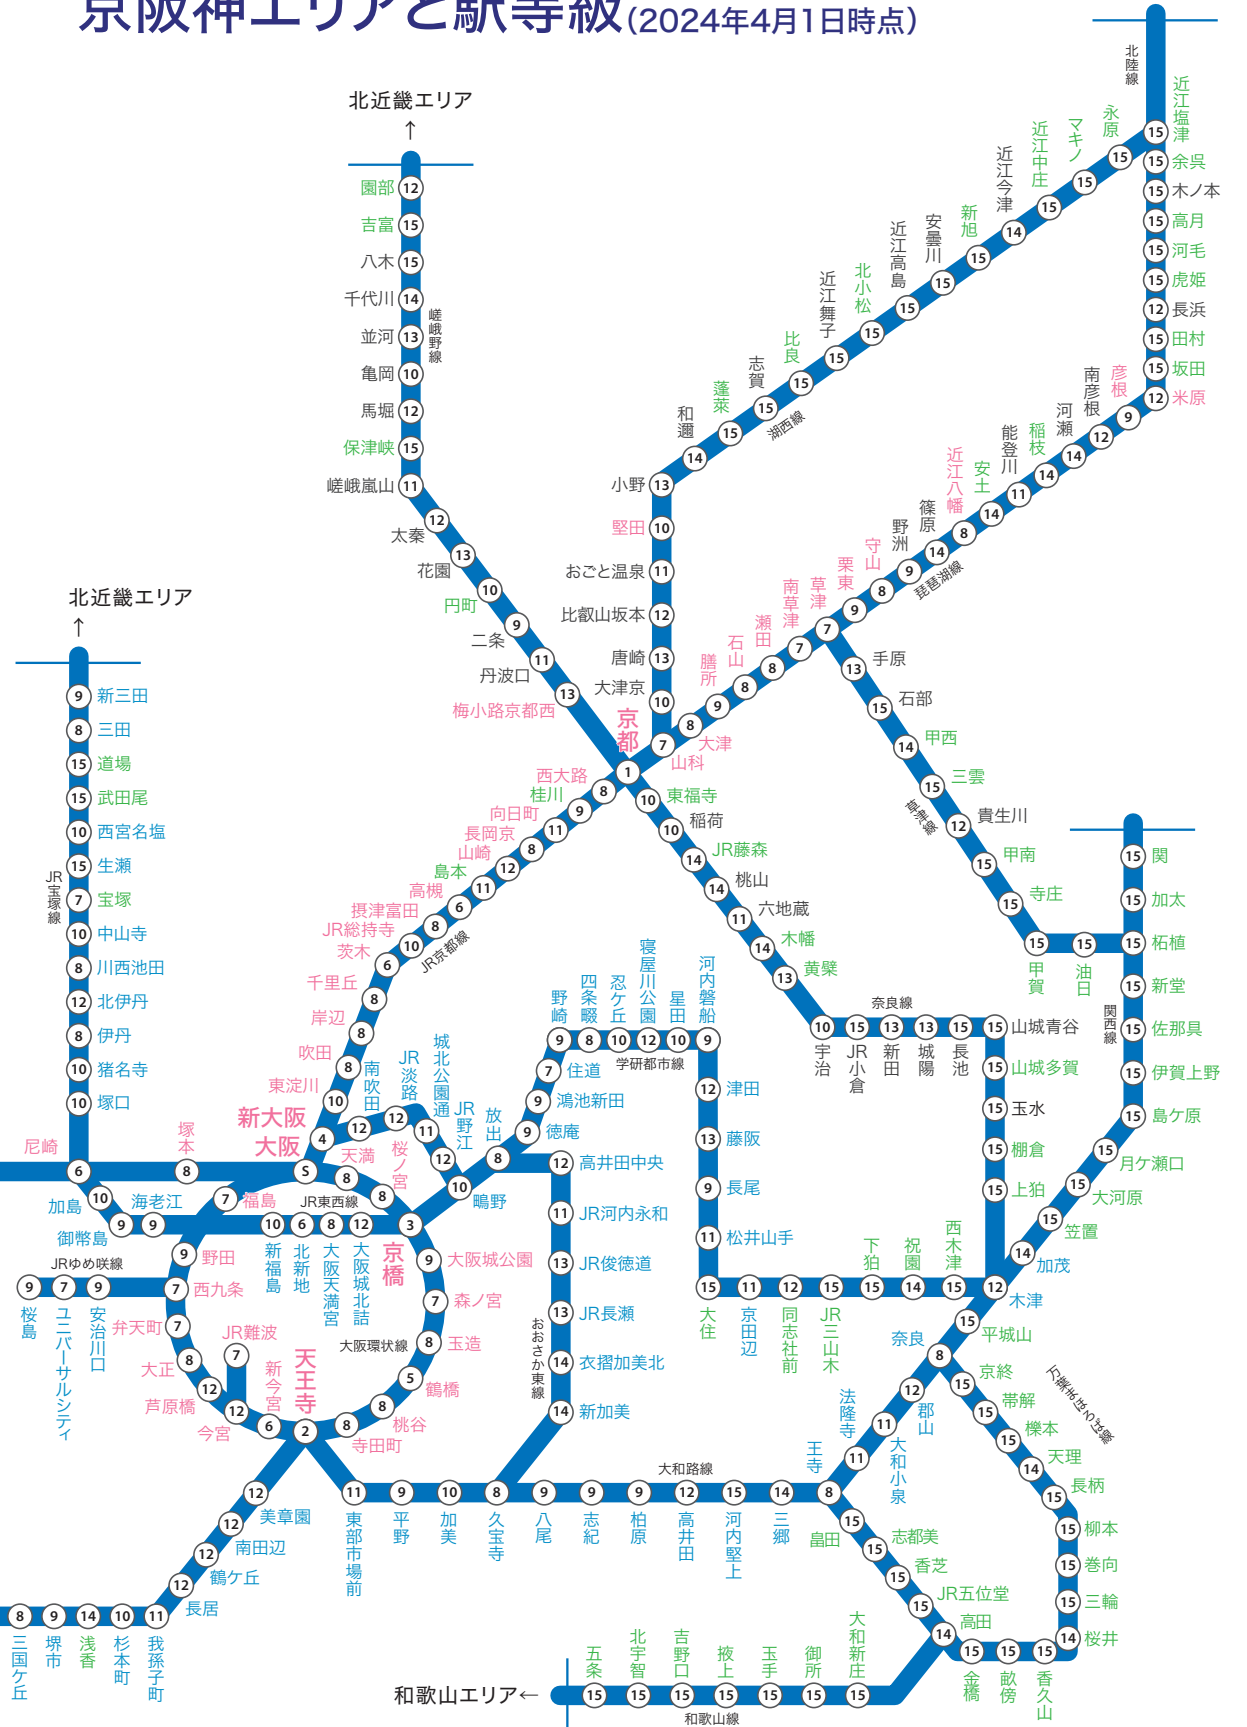 京阪神エリアと駅等級(2024年4月1日時点)
北陸線
近江塩津 15
余呉 15
木ノ本 15
高月 15
河毛 15
虎姫 15
長浜 12
田村 15
坂田 15
米原 12
永原 15
マキノ 15
近江中庄 15
近江今津 14
新旭 15
安曇川 15
近江高島 15
北小松 15
近江舞子 15
比良 15
志賀 15
蓬莱 15
和邇 14
湖西線
小野 13
堅田 10
おごと温泉 11
比叡山坂本 12
唐崎 13
大津京 10
山科 7
北近畿エリア
↑
園部 12
吉富 15
八木 15
千代川 14
並河 13
亀岡 10
馬堀 12
保津峡 15
嵯峨嵐山 11
嵯峨野線
太秦 12
花園 13
円町 10
二条 9
丹波口 11
梅小路京都西 13
京都 1
彦根 9
南彦根 12
河瀬 14
稲枝 14
能登川 11
安土 14
近江八幡 8
篠原 14
野洲 9
守山 8
栗東 9
草津 7
南草津 7
瀬田 8
石山 8
膳所 9
大津 8
琵琶湖線
手原 13
石部 15
甲西 14
三雲 15
貴生川 12
甲南 15
寺庄 15
甲賀 15
油日 15
草津線
関 15
加太 15
柘植 15
新堂 15
佐那具 15
伊賀上野 15
島ケ原 15
月ケ瀬口 15
大河原 15
笠置 15
加茂 14
木津 12
関西線
北近畿エリア
↑
新三田 9
三田 8
道場 15
武田尾 15
西宮名塩 10
生瀬 15
宝塚 7
中山寺 10
川西池田 8
北伊丹 12
伊丹 8
猪名寺 10
塚口 10
尼崎 6
JR宝塚線
西大路 8
桂川 9
向日町 11
長岡京 8
山崎 12
島本 11
高槻 6
摂津富田 8
JR総持寺 10
茨木 6
千里丘 8
岸辺 8
吹田 8
東淀川 10
新大阪 4
大阪 S
塚本 8
JR京都線
東福寺 10
稲荷 10
JR藤森 14
桃山 14
六地蔵 11
木幡 14
黄檗 13
宇治 10
JR小倉 15
新田 13
城陽 13
長池 15
山城青谷 15
山城多賀 15
玉水 15
棚倉 15
上狛 15
奈良線
南吹田 12
JR淡路 12
城北公園通 11
JR野江 12
鴫野 10
放出 8
徳庵 9
鴻池新田 9
住道 7
野崎 9
四条畷 8
忍ケ丘 10
寝屋川公園 12
星田 10
河内磐船 9
津田 12
藤阪 13
長尾 9
松井山手 11
大住 15
京田辺 11
同志社前 12
JR三山木 15
下狛 15
祝園 14
西木津 15
学研都市線
高井田中央 12
JR河内永和 11
JR俊徳道 13
JR長瀬 13
衣摺加美北 14
新加美 14
おおさか東線
加島 10
御幣島 9
海老江 9
新福島 10
北新地 6
大阪天満宮 8
大阪城北詰 12
京橋 3
JR東西線
天満 8
桜ノ宮 8
大阪城公園 9
森ノ宮 7
玉造 8
鶴橋 5
桃谷 8
寺田町 8
天王寺 2
新今宮 6
今宮 12
芦原橋 12
大正 8
弁天町 7
西九条 7
野田 9
福島 7
JR難波 7
大阪環状線
JRゆめ咲線
桜島 9
ユニバーサルシティ 7
安治川口 9
美章園 12
南田辺 12
鶴ケ丘 12
長居 12
我孫子町 11
杉本町 10
浅香 14
堺市 9
三国ケ丘 8
東部市場前 11
平野 9
加美 10
久宝寺 8
八尾 9
志紀 9
柏原 9
高井田 12
河内堅上 15
三郷 14
王寺 8
法隆寺 11
大和小泉 11
郡山 12
奈良 8
平城山 15
大和路線
京終 15
帯解 15
櫟本 15
天理 14
長柄 15
柳本 15
巻向 15
三輪 15
桜井 14
香久山 15
畝傍 15
金橋 15
高田 14
万葉まほろば線
畠田 15
志都美 15
香芝 15
JR五位堂 15
大和新庄 15
御所 15
玉手 15
掖上 15
吉野口 15
北宇智 15
五条 15
和歌山線
和歌山エリア←